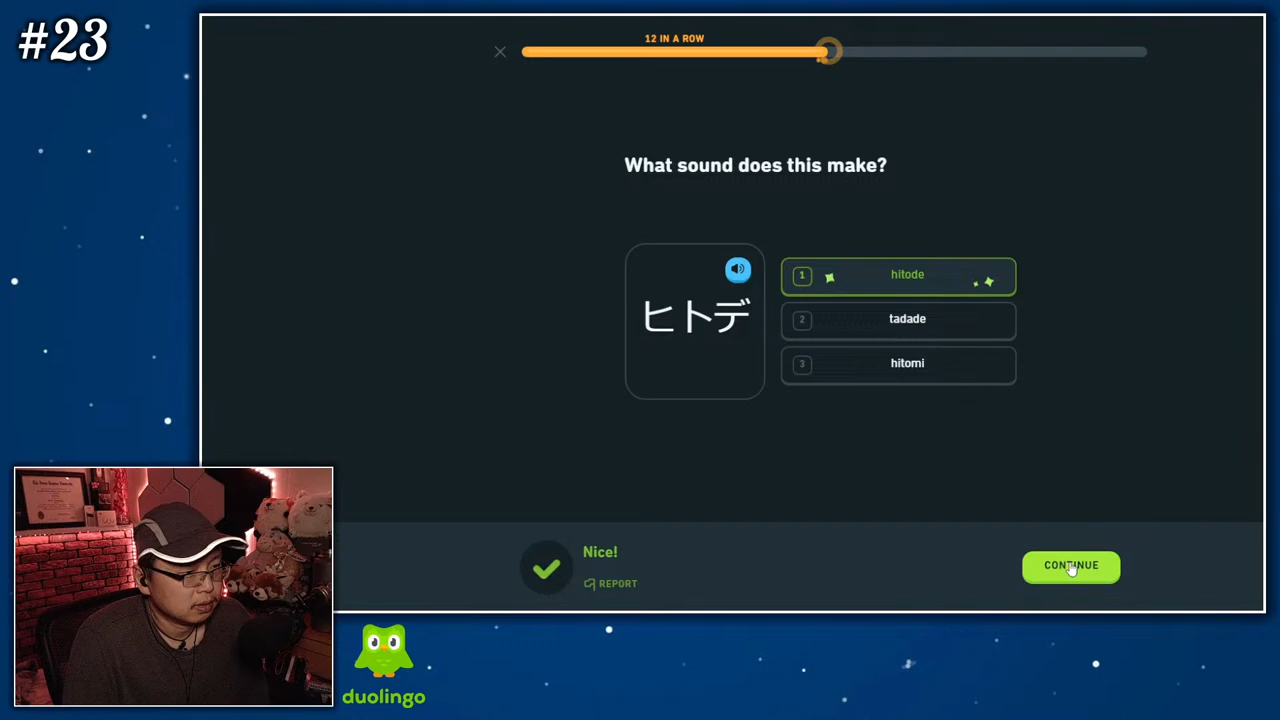 #23
12 IN A ROW
What sound does this make?
ヒトデ
1 hitode
2 tadade
3 hitomi
Nice!
REPORT
CONTINUE
duolingo